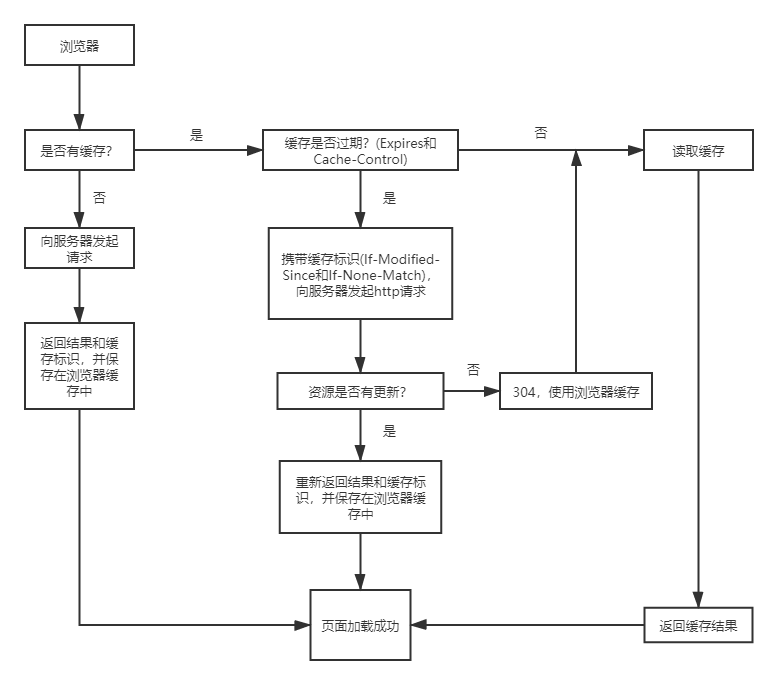 浏览器
是否有缓存？
是
缓存是否过期？(Expires和
Cache-Control)
否
读取缓存
否
是
向服务器发起
请求
携带缓存标识(If-Modified-
Since和If-None-Match)，
向服务器发起http请求
返回结果和缓
存标识，并保
存在浏览器缓
存中
资源是否有更新？
否
304，使用浏览器缓存
是
重新返回结果和缓存标
识，并保存在浏览器缓
存中
页面加载成功
返回缓存结果